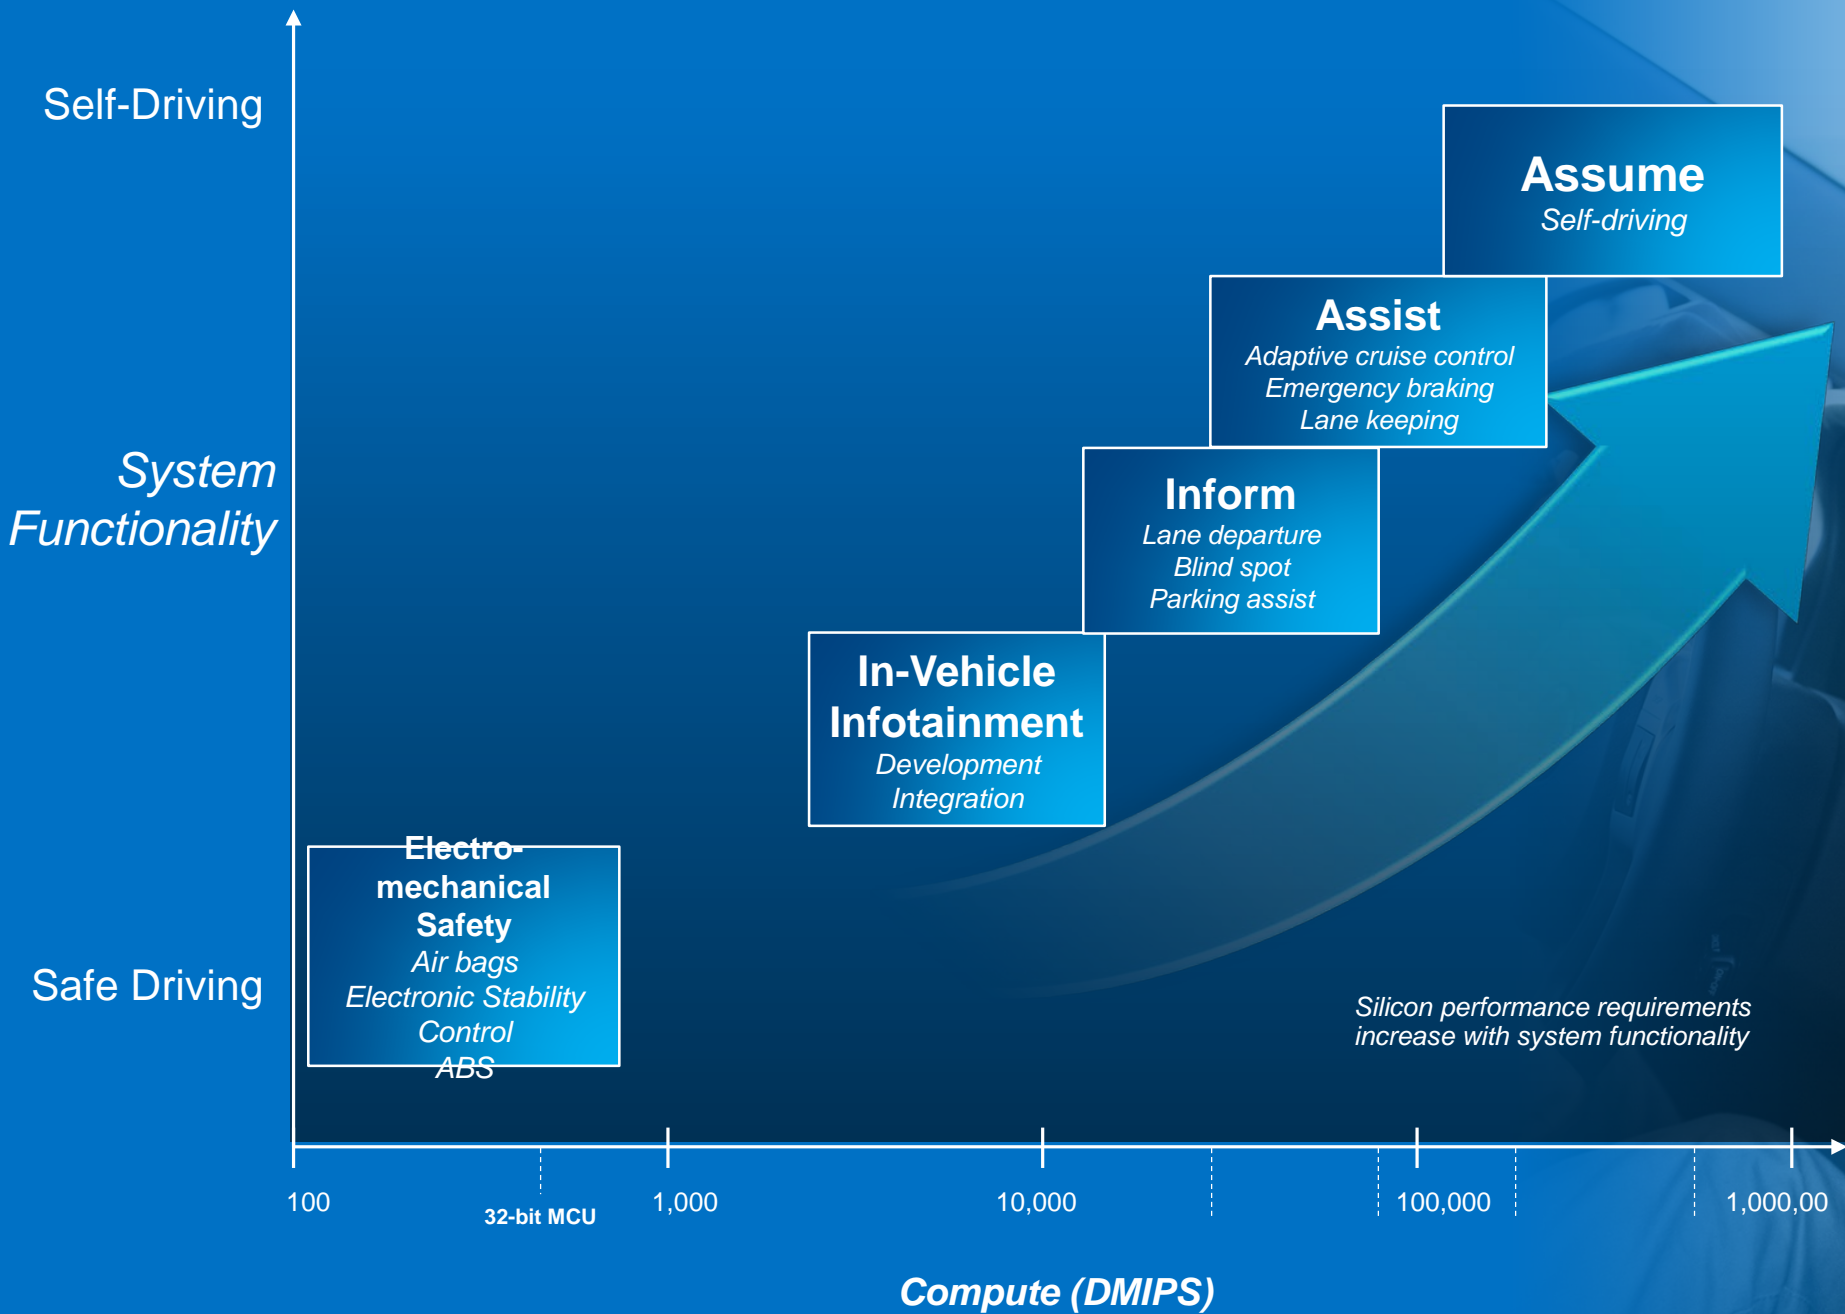 Self-Driving
Assume
Self-driving
Assist
Adaptive cruise control
Emergency braking
Lane keeping
System
Functionality
Inform
Lane departure
Blind spot
Parking assist
In-Vehicle
Infotainment
Development
Integration
Electro-
mechanical
Safety
Air bags
Electronic Stability
Control
ABS
Safe Driving
Silicon performance requirements
increase with system functionality
100
32-bit MCU
1,000
10,000
100,000
1,000,00
Compute (DMIPS)